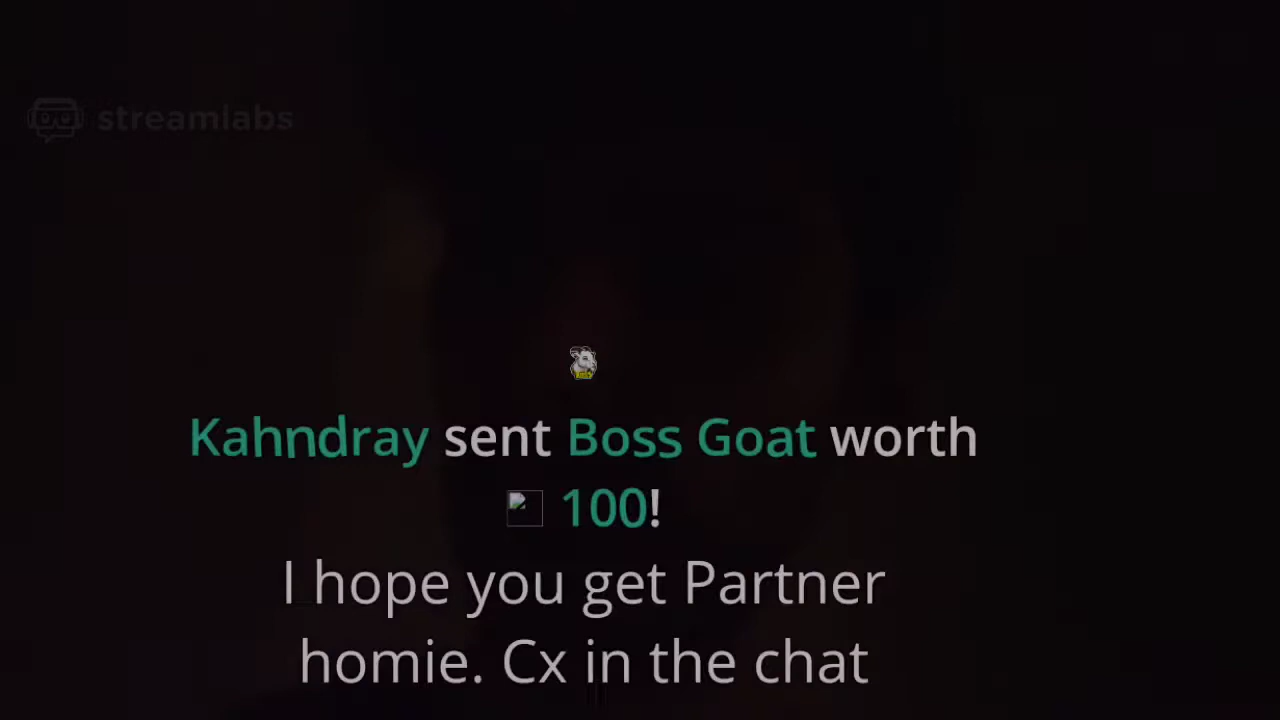 streamlabs
Kahndray sent Boss Goat worth
100!
I hope you get Partner
homie. Cx in the chat